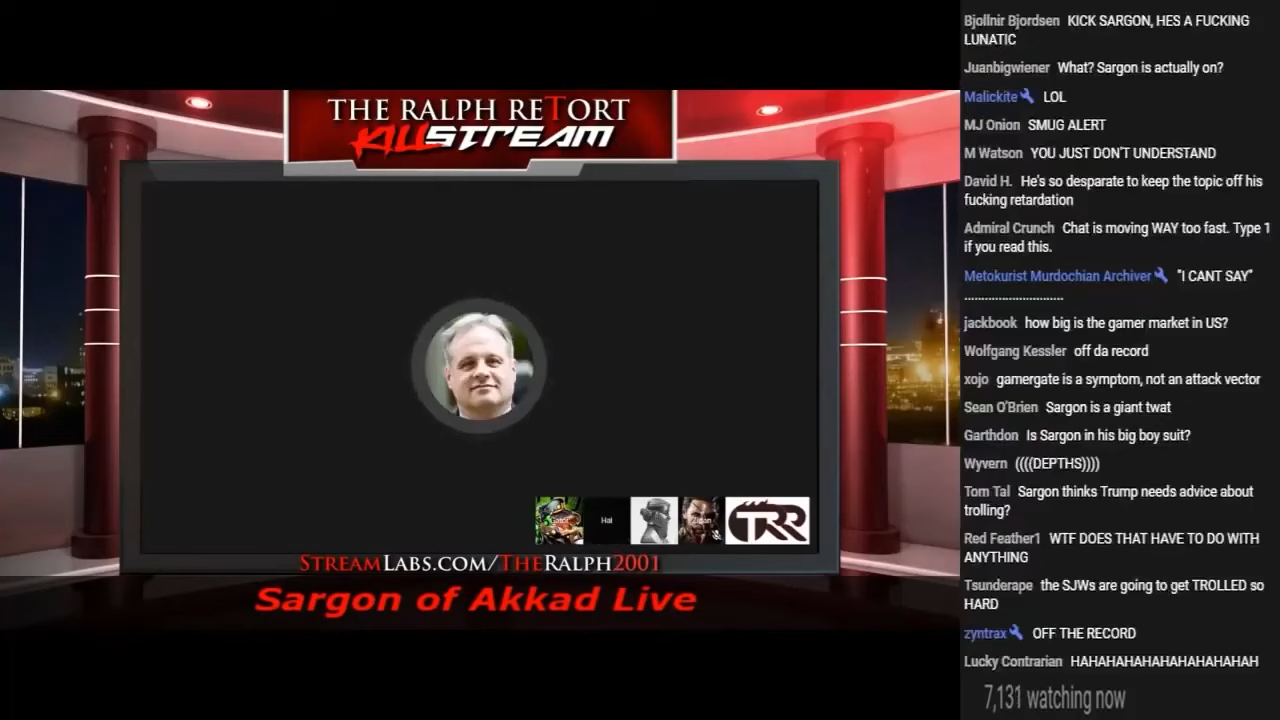 THE RALPH RETORT
KILLSTREAM
Gator
Hal
Zidan
TRR
STREAMLABS.COM/THERALPH2001
Sargon of Akkad Live
Bjollnir Bjordsen KICK SARGON, HES A FUCKING
LUNATIC
Juanbigwiener What? Sargon is actually on?
Malickite LOL
MJ Onion SMUG ALERT
M Watson YOU JUST DON'T UNDERSTAND
David H. He's so desparate to keep the topic off his
fucking retardation
Admiral Crunch Chat is moving WAY too fast. Type 1
if you read this.
Metokurist Murdochian Archiver "I CANT SAY"
............................
jackbook how big is the gamer market in US?
Wolfgang Kessler off da record
xojo gamergate is a symptom, not an attack vector
Sean O'Brien Sargon is a giant twat
Garthdon Is Sargon in his big boy suit?
Wyvern ((((DEPTHS))))
Tom Tal Sargon thinks Trump needs advice about
trolling?
Red Feather1 WTF DOES THAT HAVE TO DO WITH
ANYTHING
Tsunderape the SJWs are going to get TROLLED so
HARD
zyntrax OFF THE RECORD
Lucky Contrarian HAHAHAHAHAHAHAHAHAH
7,131 watching now